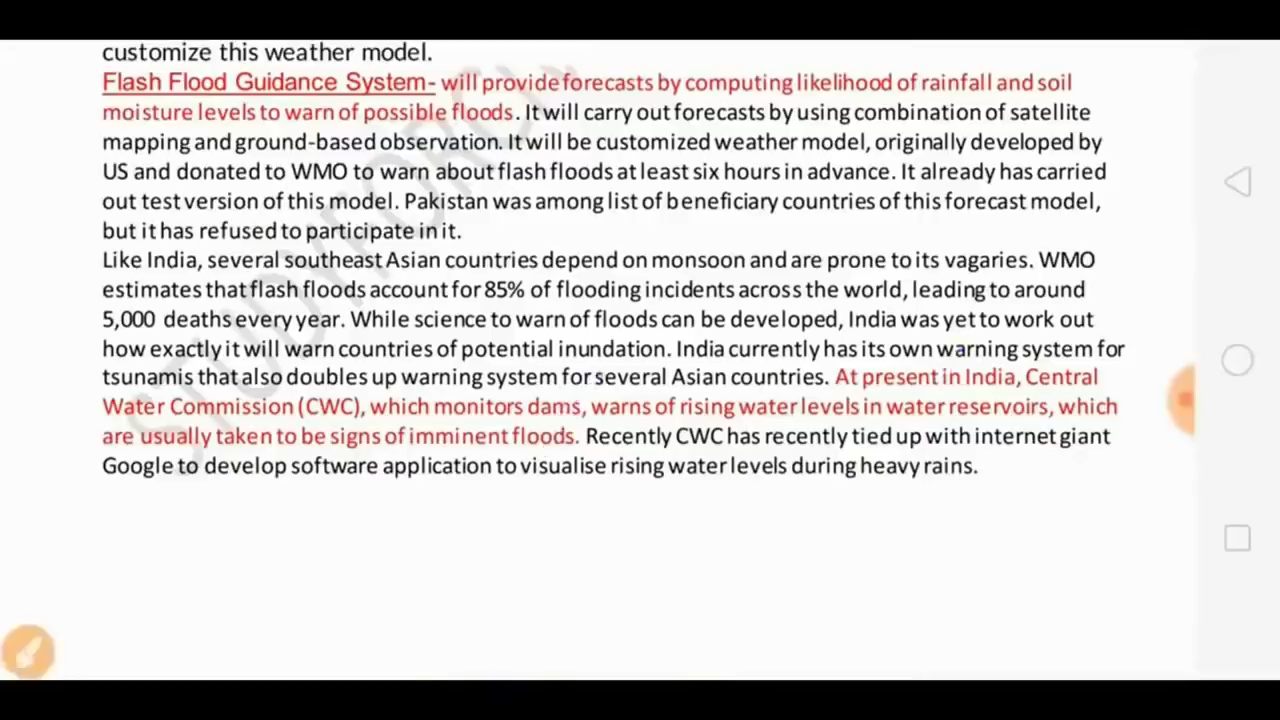 customize this weather model.
Flash Flood Guidance System- will provide forecasts by computing likelihood of rainfall and soil
moisture levels to warn of possible floods. It will carry out forecasts by using combination of satellite
mapping and ground-based observation. It will be customized weather model, originally developed by
US and donated to WMO to warn about flash floods at least six hours in advance. It already has carried
out test version of this model. Pakistan was among list of beneficiary countries of this forecast model,
but it has refused to participate in it.
Like India, several southeast Asian countries depend on monsoon and are prone to its vagaries. WMO
estimates that flash floods account for 85% of flooding incidents across the world, leading to around
5,000 deaths every year. While science to warn of floods can be developed, India was yet to work out
how exactly it will warn countries of potential inundation. India currently has its own warning system for
tsunamis that also doubles up warning system for several Asian countries. At present in India, Central
Water Commission (CWC), which monitors dams, warns of rising water levels in water reservoirs, which
are usually taken to be signs of imminent floods. Recently CWC has recently tied up with internet giant
Google to develop software application to visualise rising water levels during heavy rains.